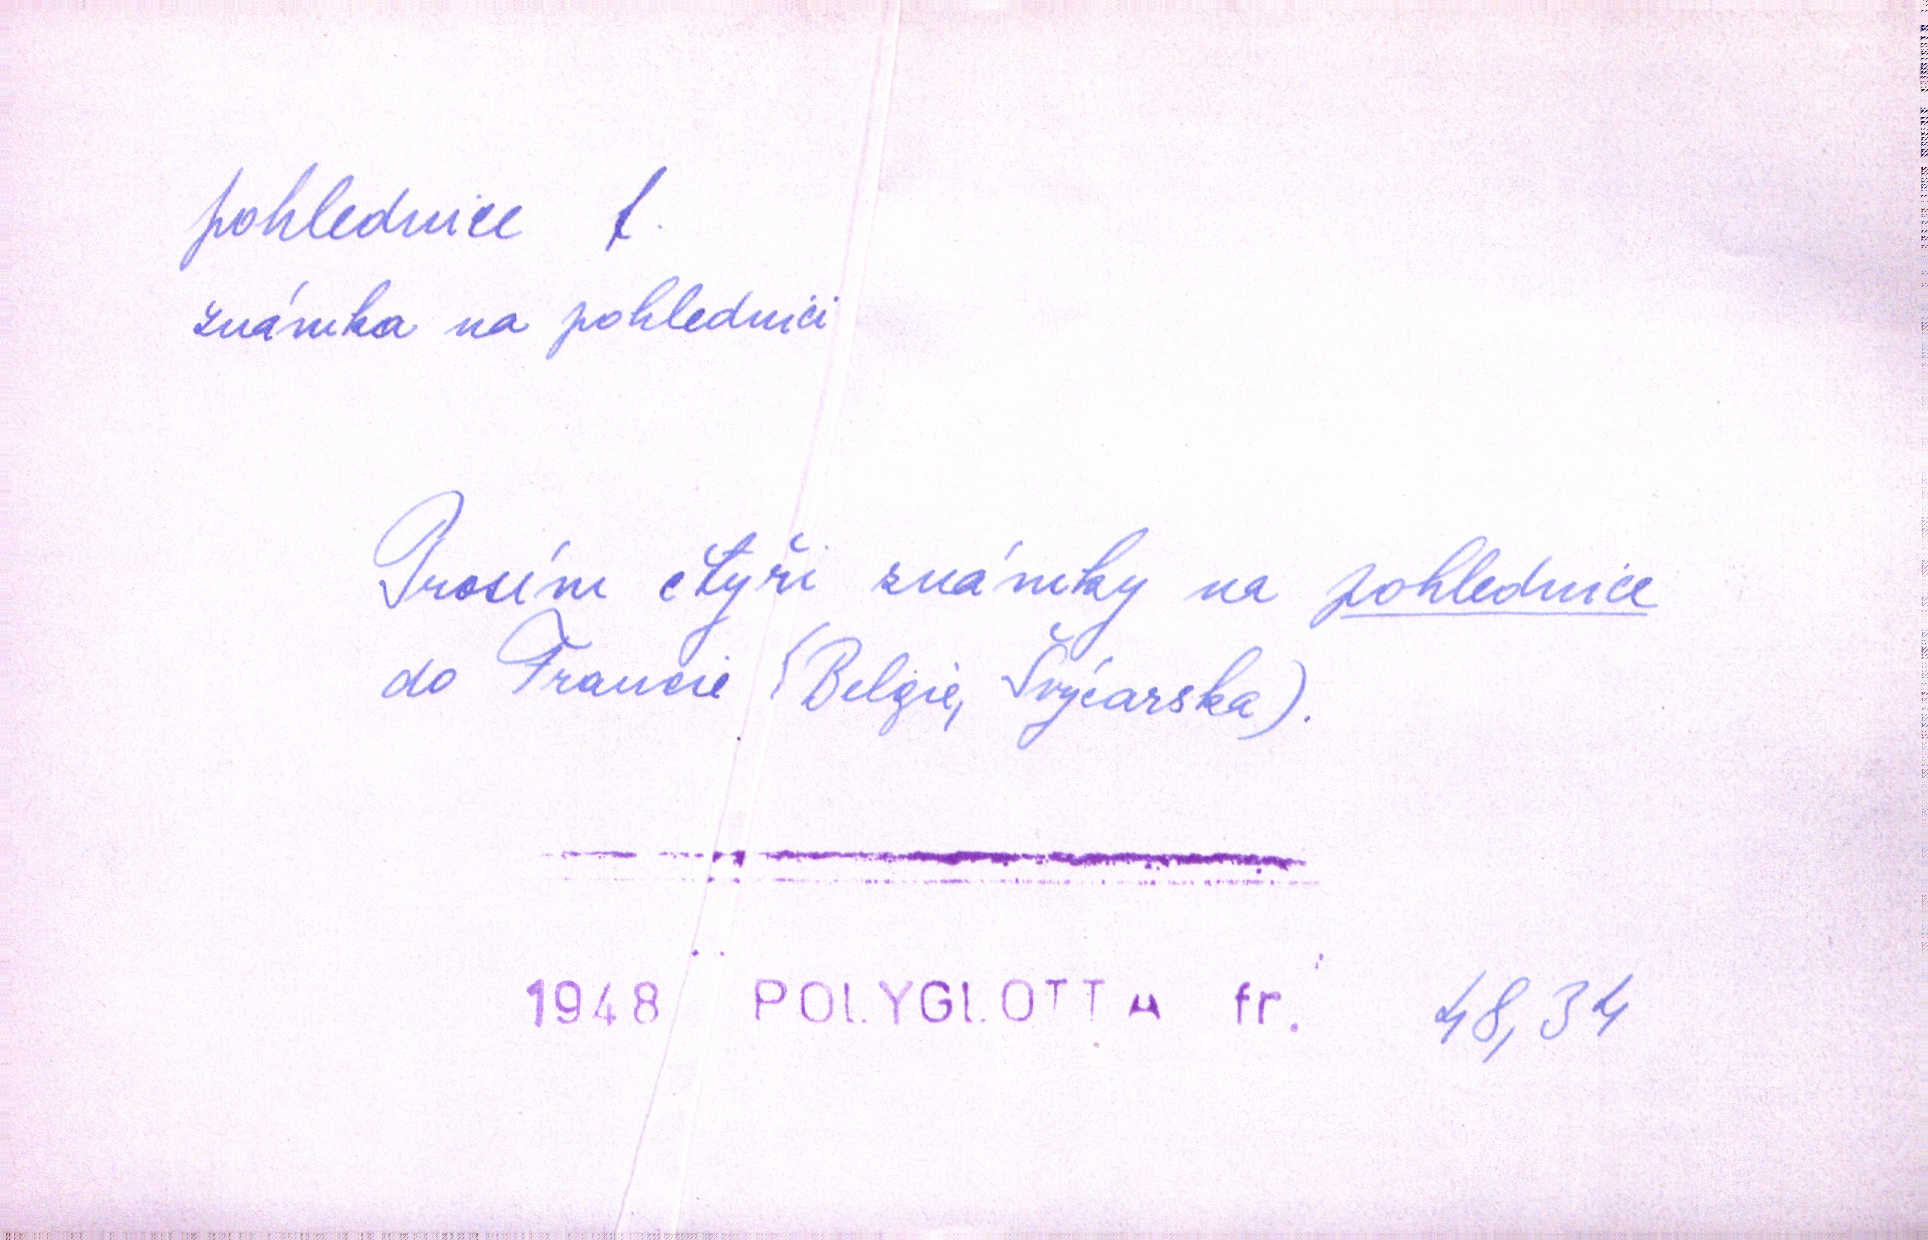 pohlednice f.
známka na pohlednici
Prosím čtyři známky na pohlednice
do Francie (Belgie, Švýcarska).
1948 POLYGLOTTA fr. 48,34